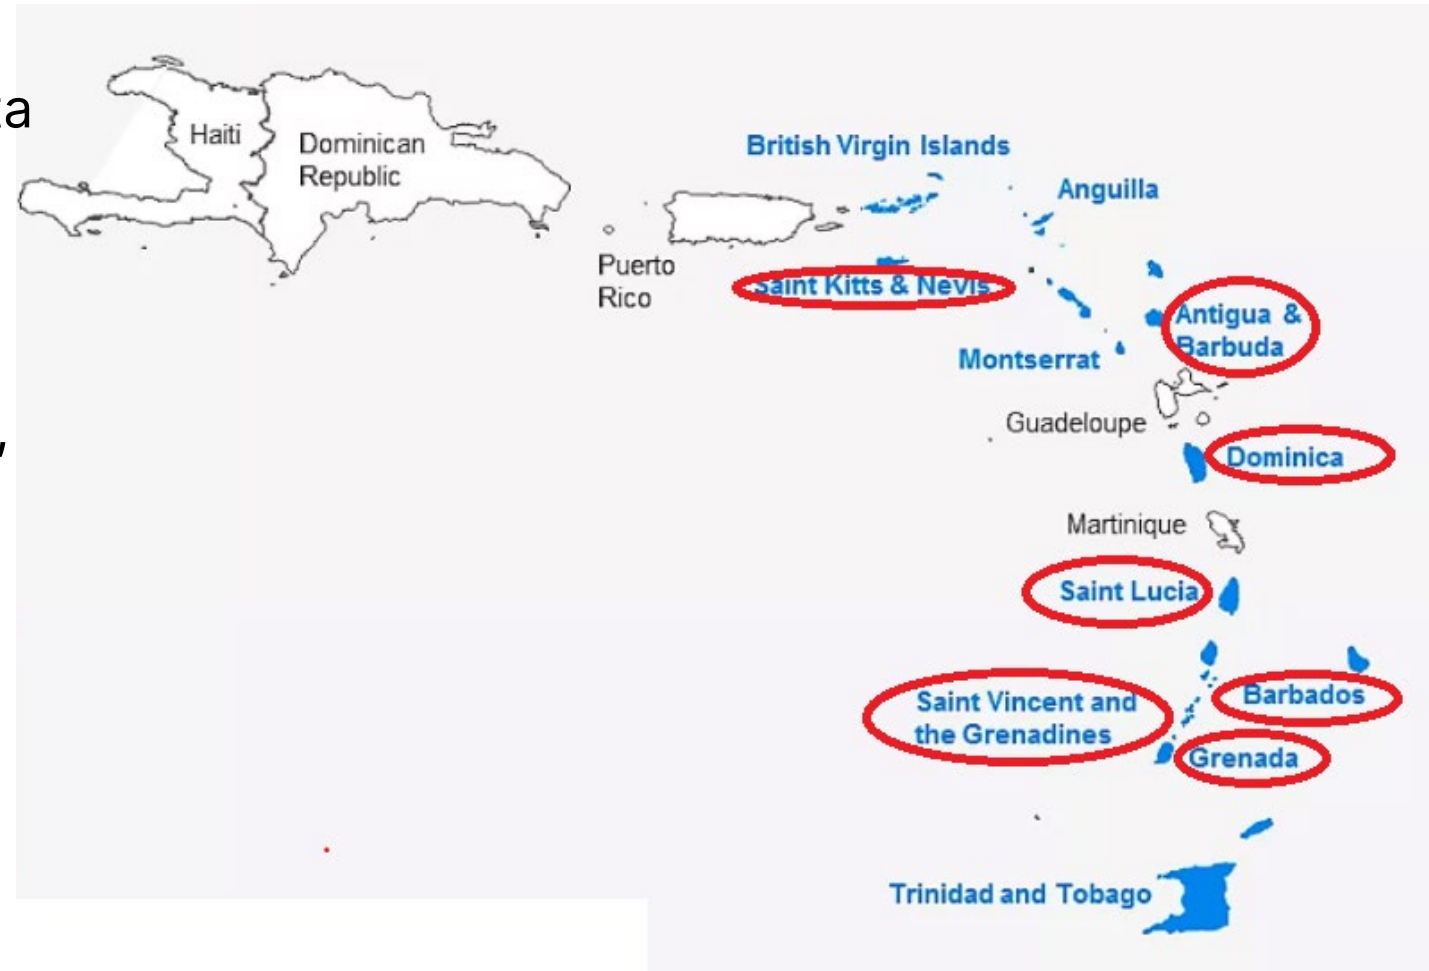 ta
Haiti
Dominican
Republic
British Virgin Islands
Anguilla
Puerto
Rico
Saint Kitts & Nevis
Antigua &
Barbuda
Montserrat
Guadeloupe
Dominica
Martinique
Saint Lucia
Saint Vincent and
the Grenadines
Barbados
Grenada
Trinidad and Tobago